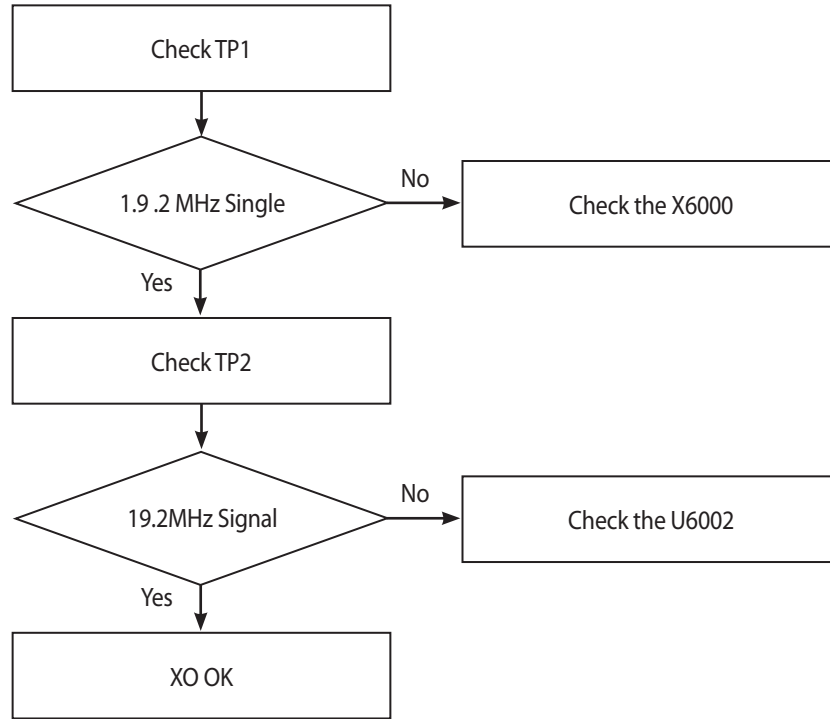 Check TP1
1.9 .2 MHz Single
No
Check the X6000
Yes
Check TP2
19.2MHz Signal
No
Check the U6002
Yes
XO OK